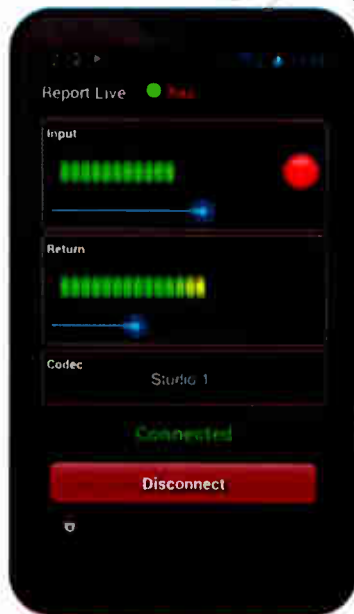 Report Live
Input
Return
Codec
Studio 1
Connected
Disconnect